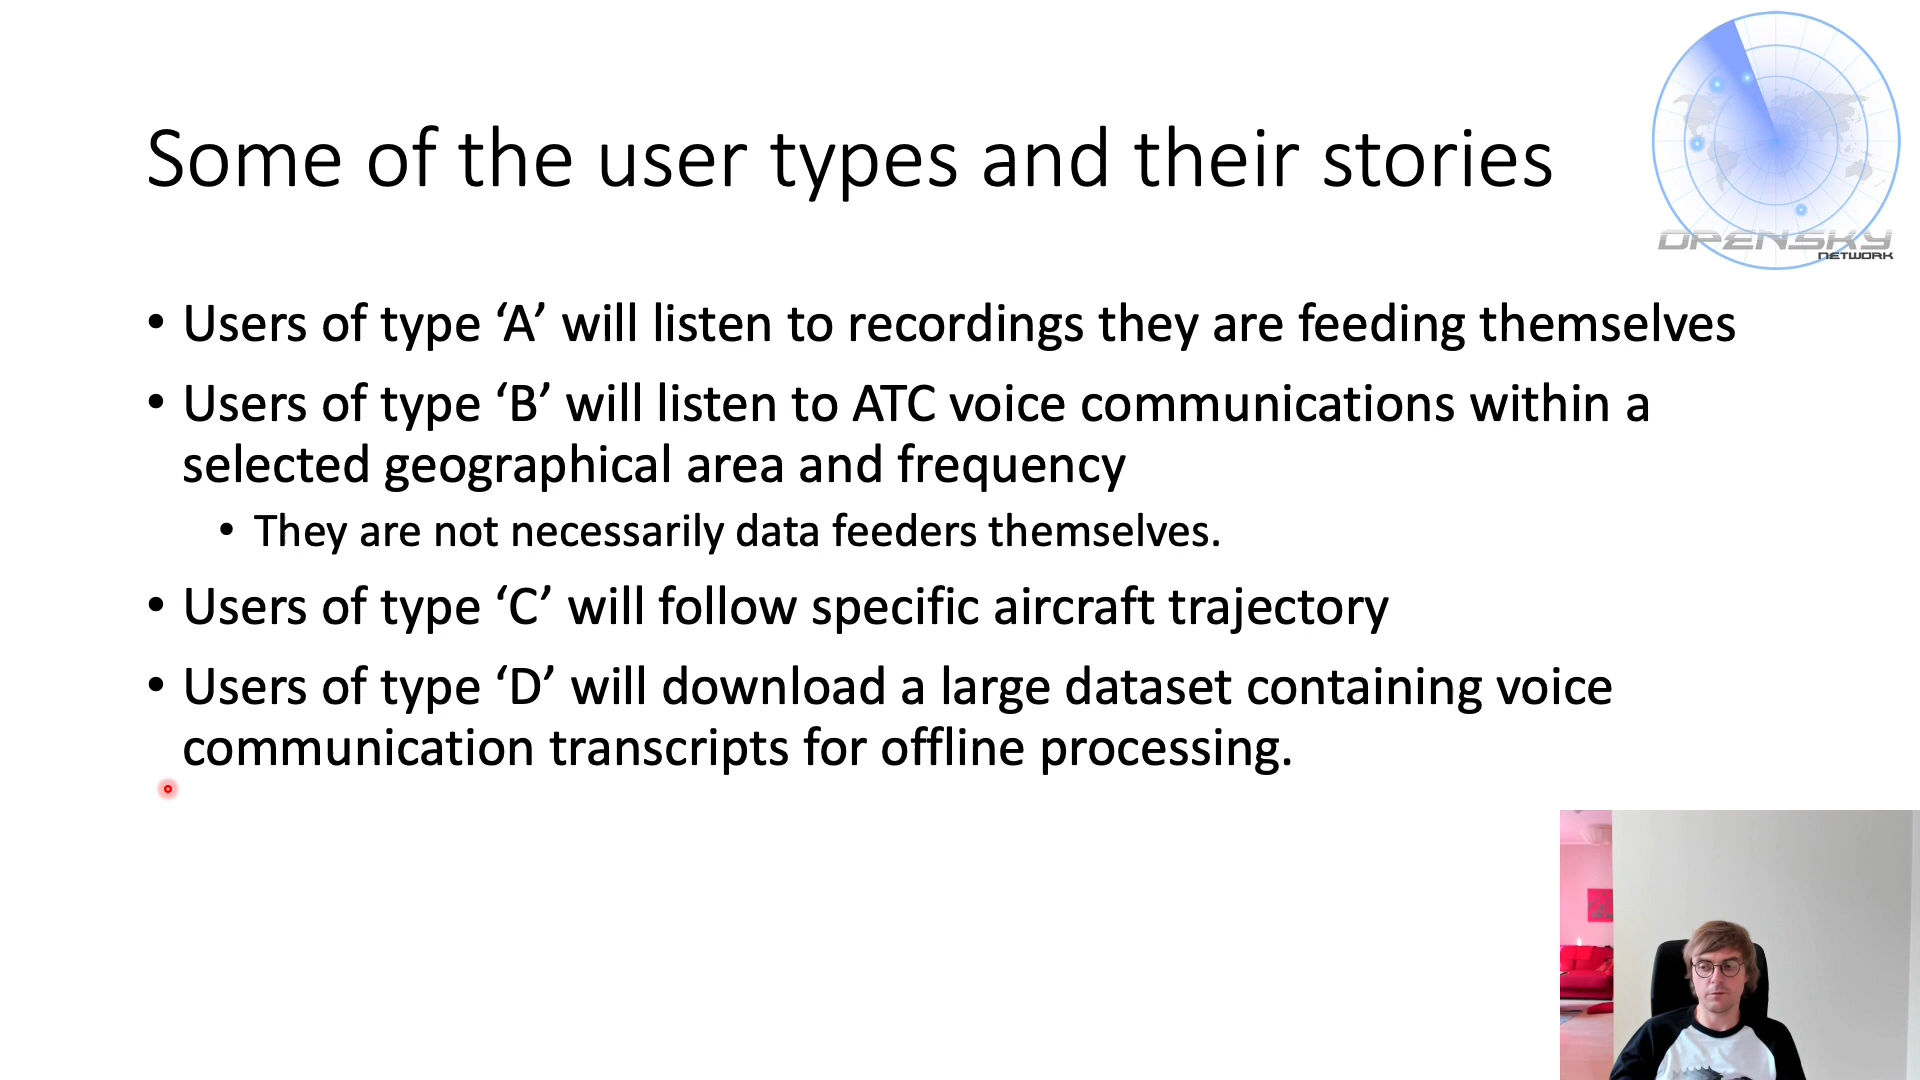 Some of the user types and their stories
OPENSKY
NETWORK
• Users of type ‘A’ will listen to recordings they are feeding themselves
• Users of type ‘B’ will listen to ATC voice communications within a
selected geographical area and frequency
• They are not necessarily data feeders themselves.
• Users of type ‘C’ will follow specific aircraft trajectory
• Users of type ‘D’ will download a large dataset containing voice
communication transcripts for offline processing.